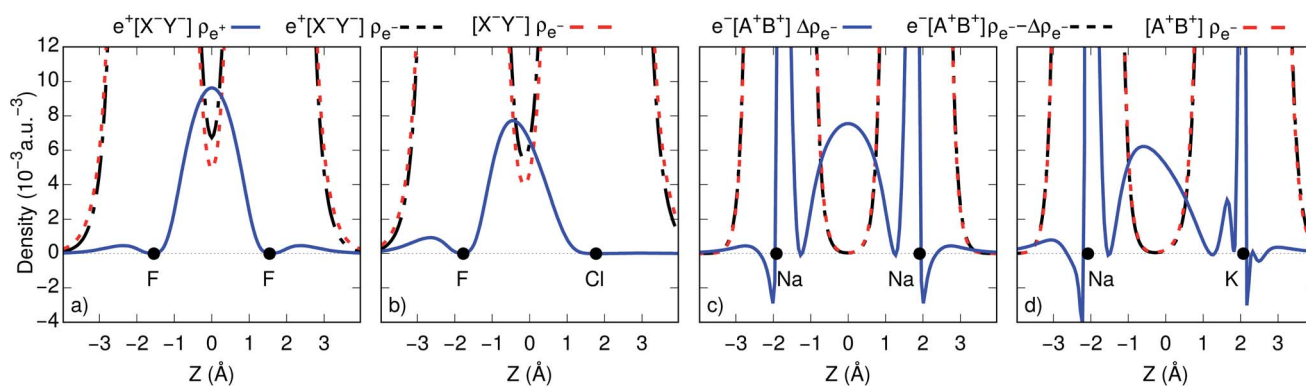 e⁺[X⁻Y⁻] ρₑ⁺ e⁺[X⁻Y⁻] ρₑ⁻ [X⁻Y⁻] ρₑ⁻ e⁻[A⁺B⁺] Δρₑ⁻ e⁻[A⁺B⁺]ρₑ⁻−Δρₑ⁻ [A⁺B⁺] ρₑ⁻
Density (10⁻³a.u.⁻³)
12
10
8
6
4
2
0
−2
−4
F F F Cl Na Na Na K
a) b) c) d)
−3 −2 −1 0 1 2 3 −3 −2 −1 0 1 2 3 −3 −2 −1 0 1 2 3 −3 −2 −1 0 1 2 3
Z (Å) Z (Å) Z (Å) Z (Å)